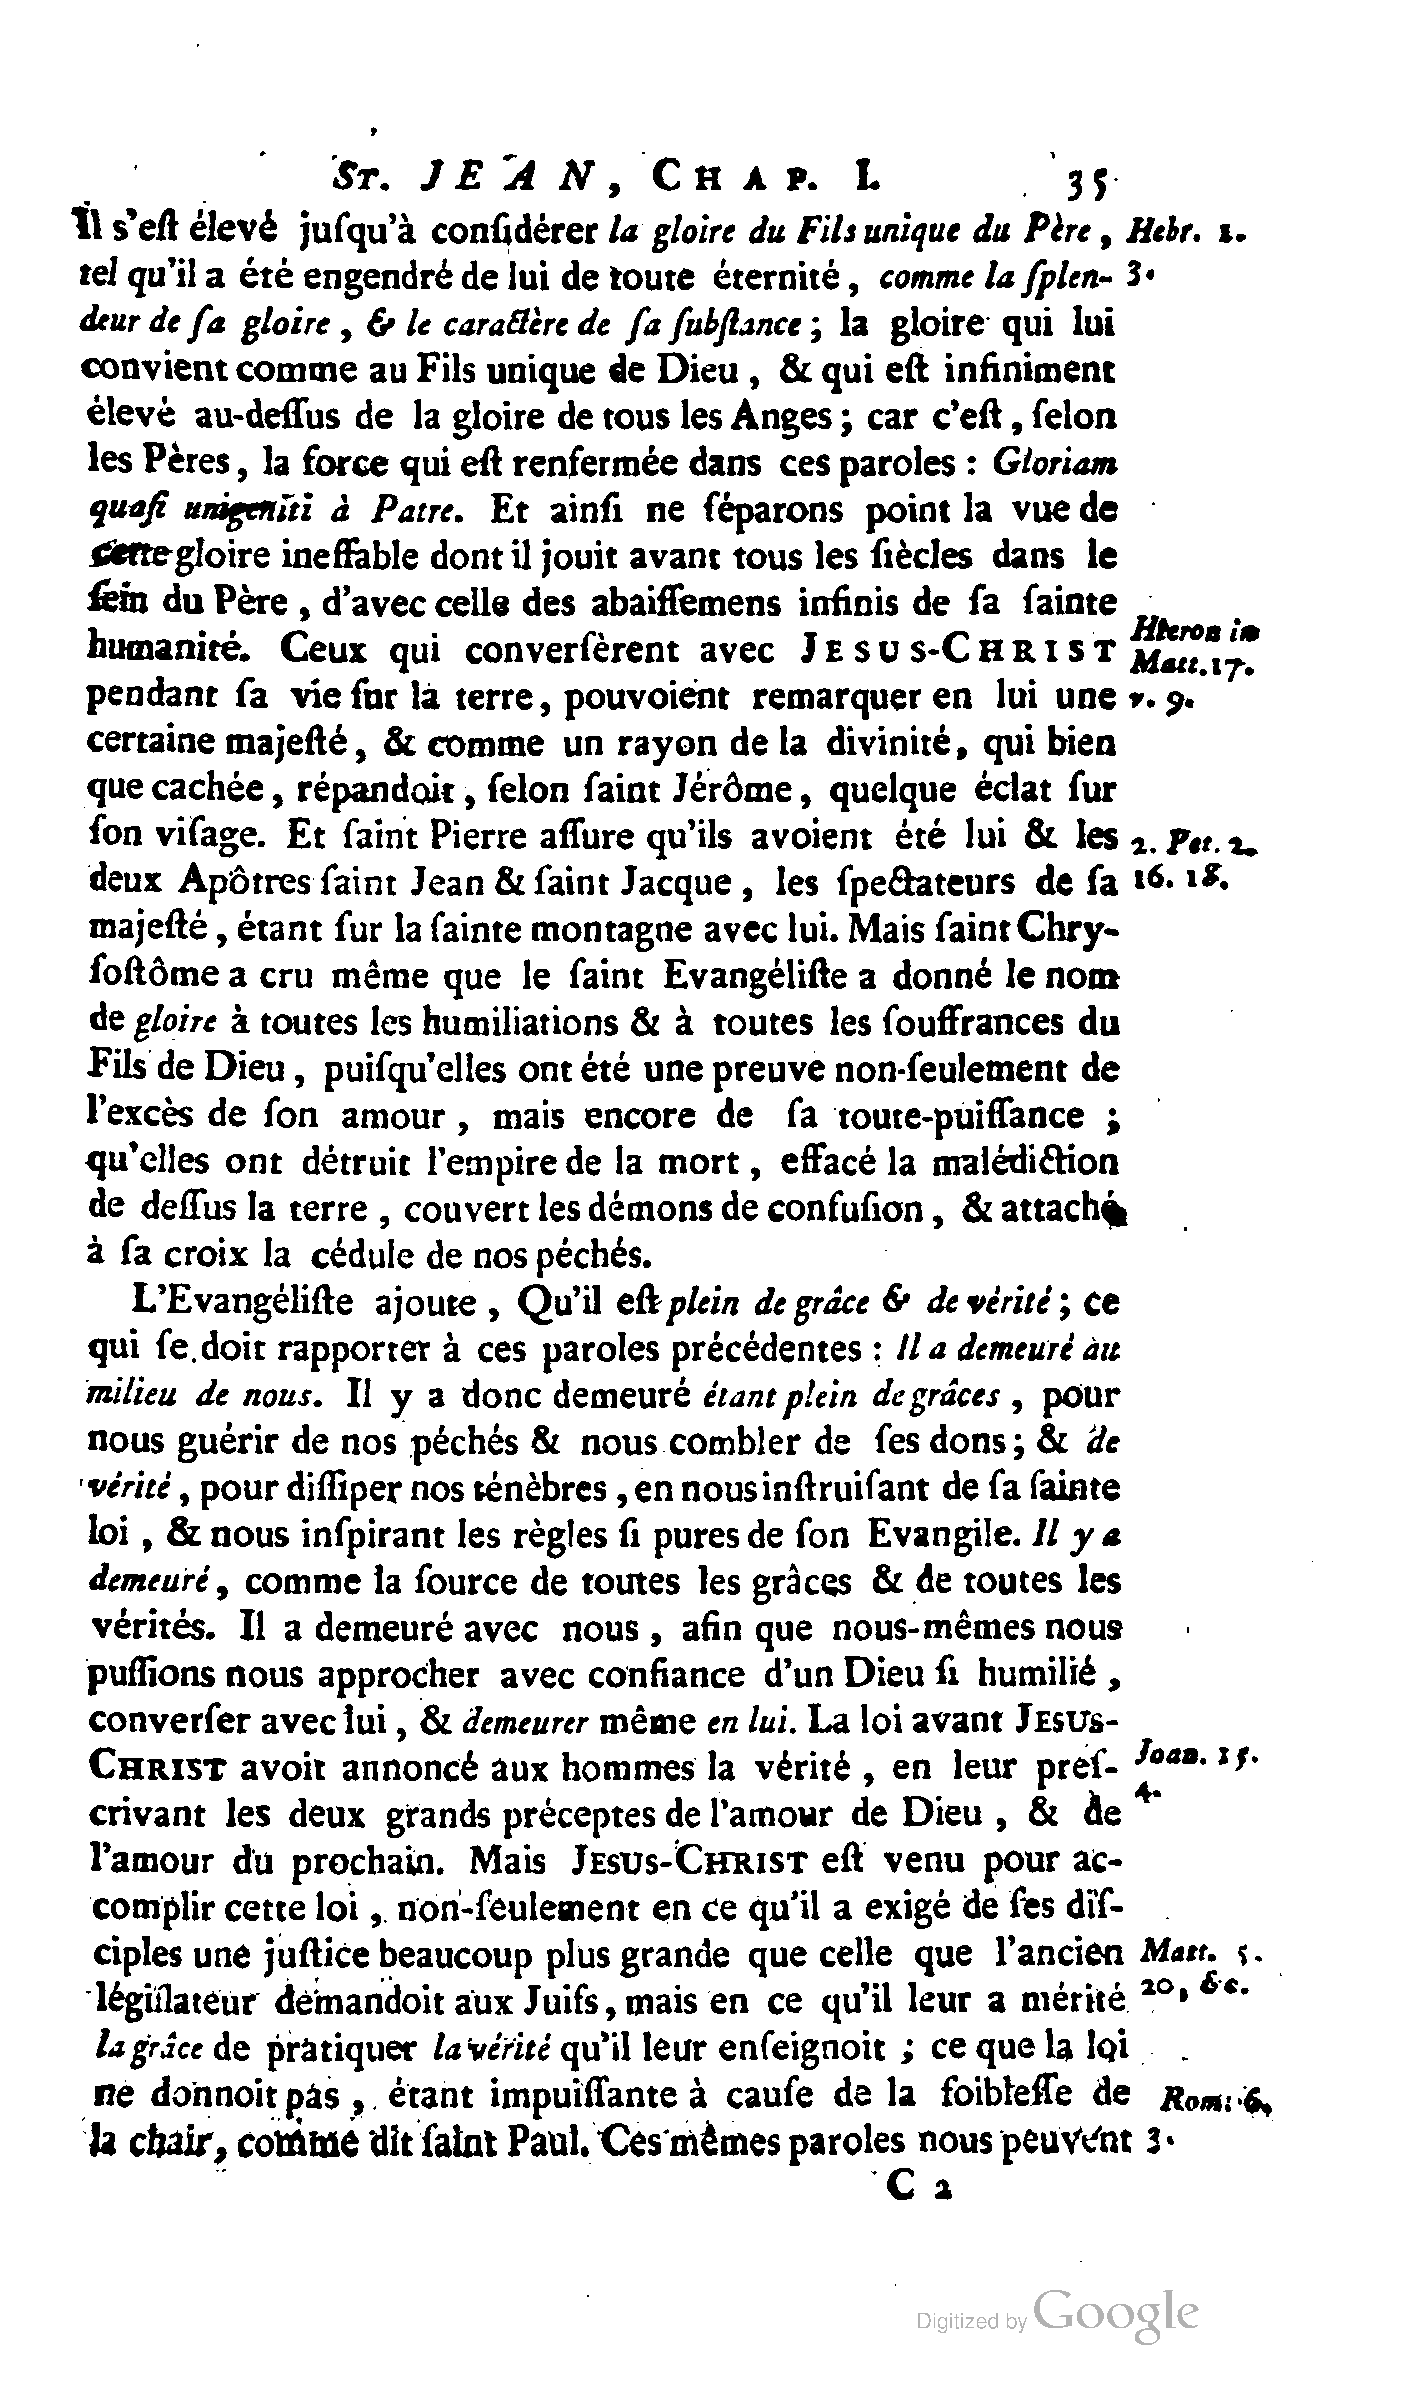 St. JEAN, CHAP. I. 35
Il s'eſt élevé juſqu'à conſidérer la gloire du Fils unique du Père, Hebr. 1.
tel qu'il a été engendré de lui de toute éternité, comme la ſplen- 3.
deur de ſa gloire, & le caractère de ſa ſubſtance; la gloire qui lui
convient comme au Fils unique de Dieu, & qui eſt infiniment
élevé au-deſſus de la gloire de tous les Anges; car c'eſt, ſelon
les Pères, la force qui eſt renfermée dans ces paroles: Gloriam
quaſi unigeniti à Patre. Et ainſi ne ſéparons point la vue de
cette gloire ineffable dont il jouit avant tous les ſiècles dans le
ſein du Père, d'avec celle des abaiſſemens infinis de ſa ſainte
humanité. Ceux qui converſèrent avec JESUS-CHRIST Hieron in Matt. 17.
pendant ſa vie ſur la terre, pouvoient remarquer en lui une v. 9.
certaine majeſté, & comme un rayon de la divinité, qui bien
que cachée, répandoit, ſelon ſaint Jérôme, quelque éclat ſur
ſon viſage. Et ſaint Pierre aſſure qu'ils avoient été lui & les 2. Pet. 2.
deux Apôtres ſaint Jean & ſaint Jacque, les ſpectateurs de ſa 16. 18.
majeſté, étant ſur la ſainte montagne avec lui. Mais ſaint Chry-
ſoſtôme a cru même que le ſaint Evangéliſte a donné le nom
de gloire à toutes les humiliations & à toutes les ſouffrances du
Fils de Dieu, puiſqu'elles ont été une preuve non-ſeulement de
l'excès de ſon amour, mais encore de ſa toute-puiſſance;
qu'elles ont détruit l'empire de la mort, effacé la malédiction
de deſſus la terre, couvert les démons de confuſion, & attaché
à ſa croix la cédule de nos péchés.
L'Evangéliſte ajoute, Qu'il eſt plein de grâce & de vérité; ce
qui ſe doit rapporter à ces paroles précédentes: Il a demeuré au
milieu de nous. Il y a donc demeuré étant plein de grâces, pour
nous guérir de nos péchés & nous combler de ſes dons; & de
vérité, pour diſſiper nos ténèbres, en nous inſtruiſant de ſa ſainte
loi, & nous inſpirant les règles ſi pures de ſon Evangile. Il y a
demeuré, comme la ſource de toutes les grâces & de toutes les
vérités. Il a demeuré avec nous, afin que nous-mêmes nous
puſſions nous approcher avec confiance d'un Dieu ſi humilié,
converſer avec lui, & demeurer même en lui. La loi avant JESUS-
CHRIST avoit annoncé aux hommes la vérité, en leur preſ- Joan. 15.
crivant les deux grands préceptes de l'amour de Dieu, & de 4.
l'amour du prochain. Mais JESUS-CHRIST eſt venu pour ac-
complir cette loi, non-ſeulement en ce qu'il a exigé de ſes diſ-
ciples une juſtice beaucoup plus grande que celle que l'ancien Matt. 5.
légiſlateur demandoit aux Juifs, mais en ce qu'il leur a mérité 20, &c.
la grâce de pratiquer la vérité qu'il leur enſeignoit; ce que la loi
ne donnoit pas, étant impuiſſante à cauſe de la foibleſſe de Rom. 6.
la chair, comme dit ſaint Paul. Ces mêmes paroles nous peuvent 3.
C 2
Digitized by Google